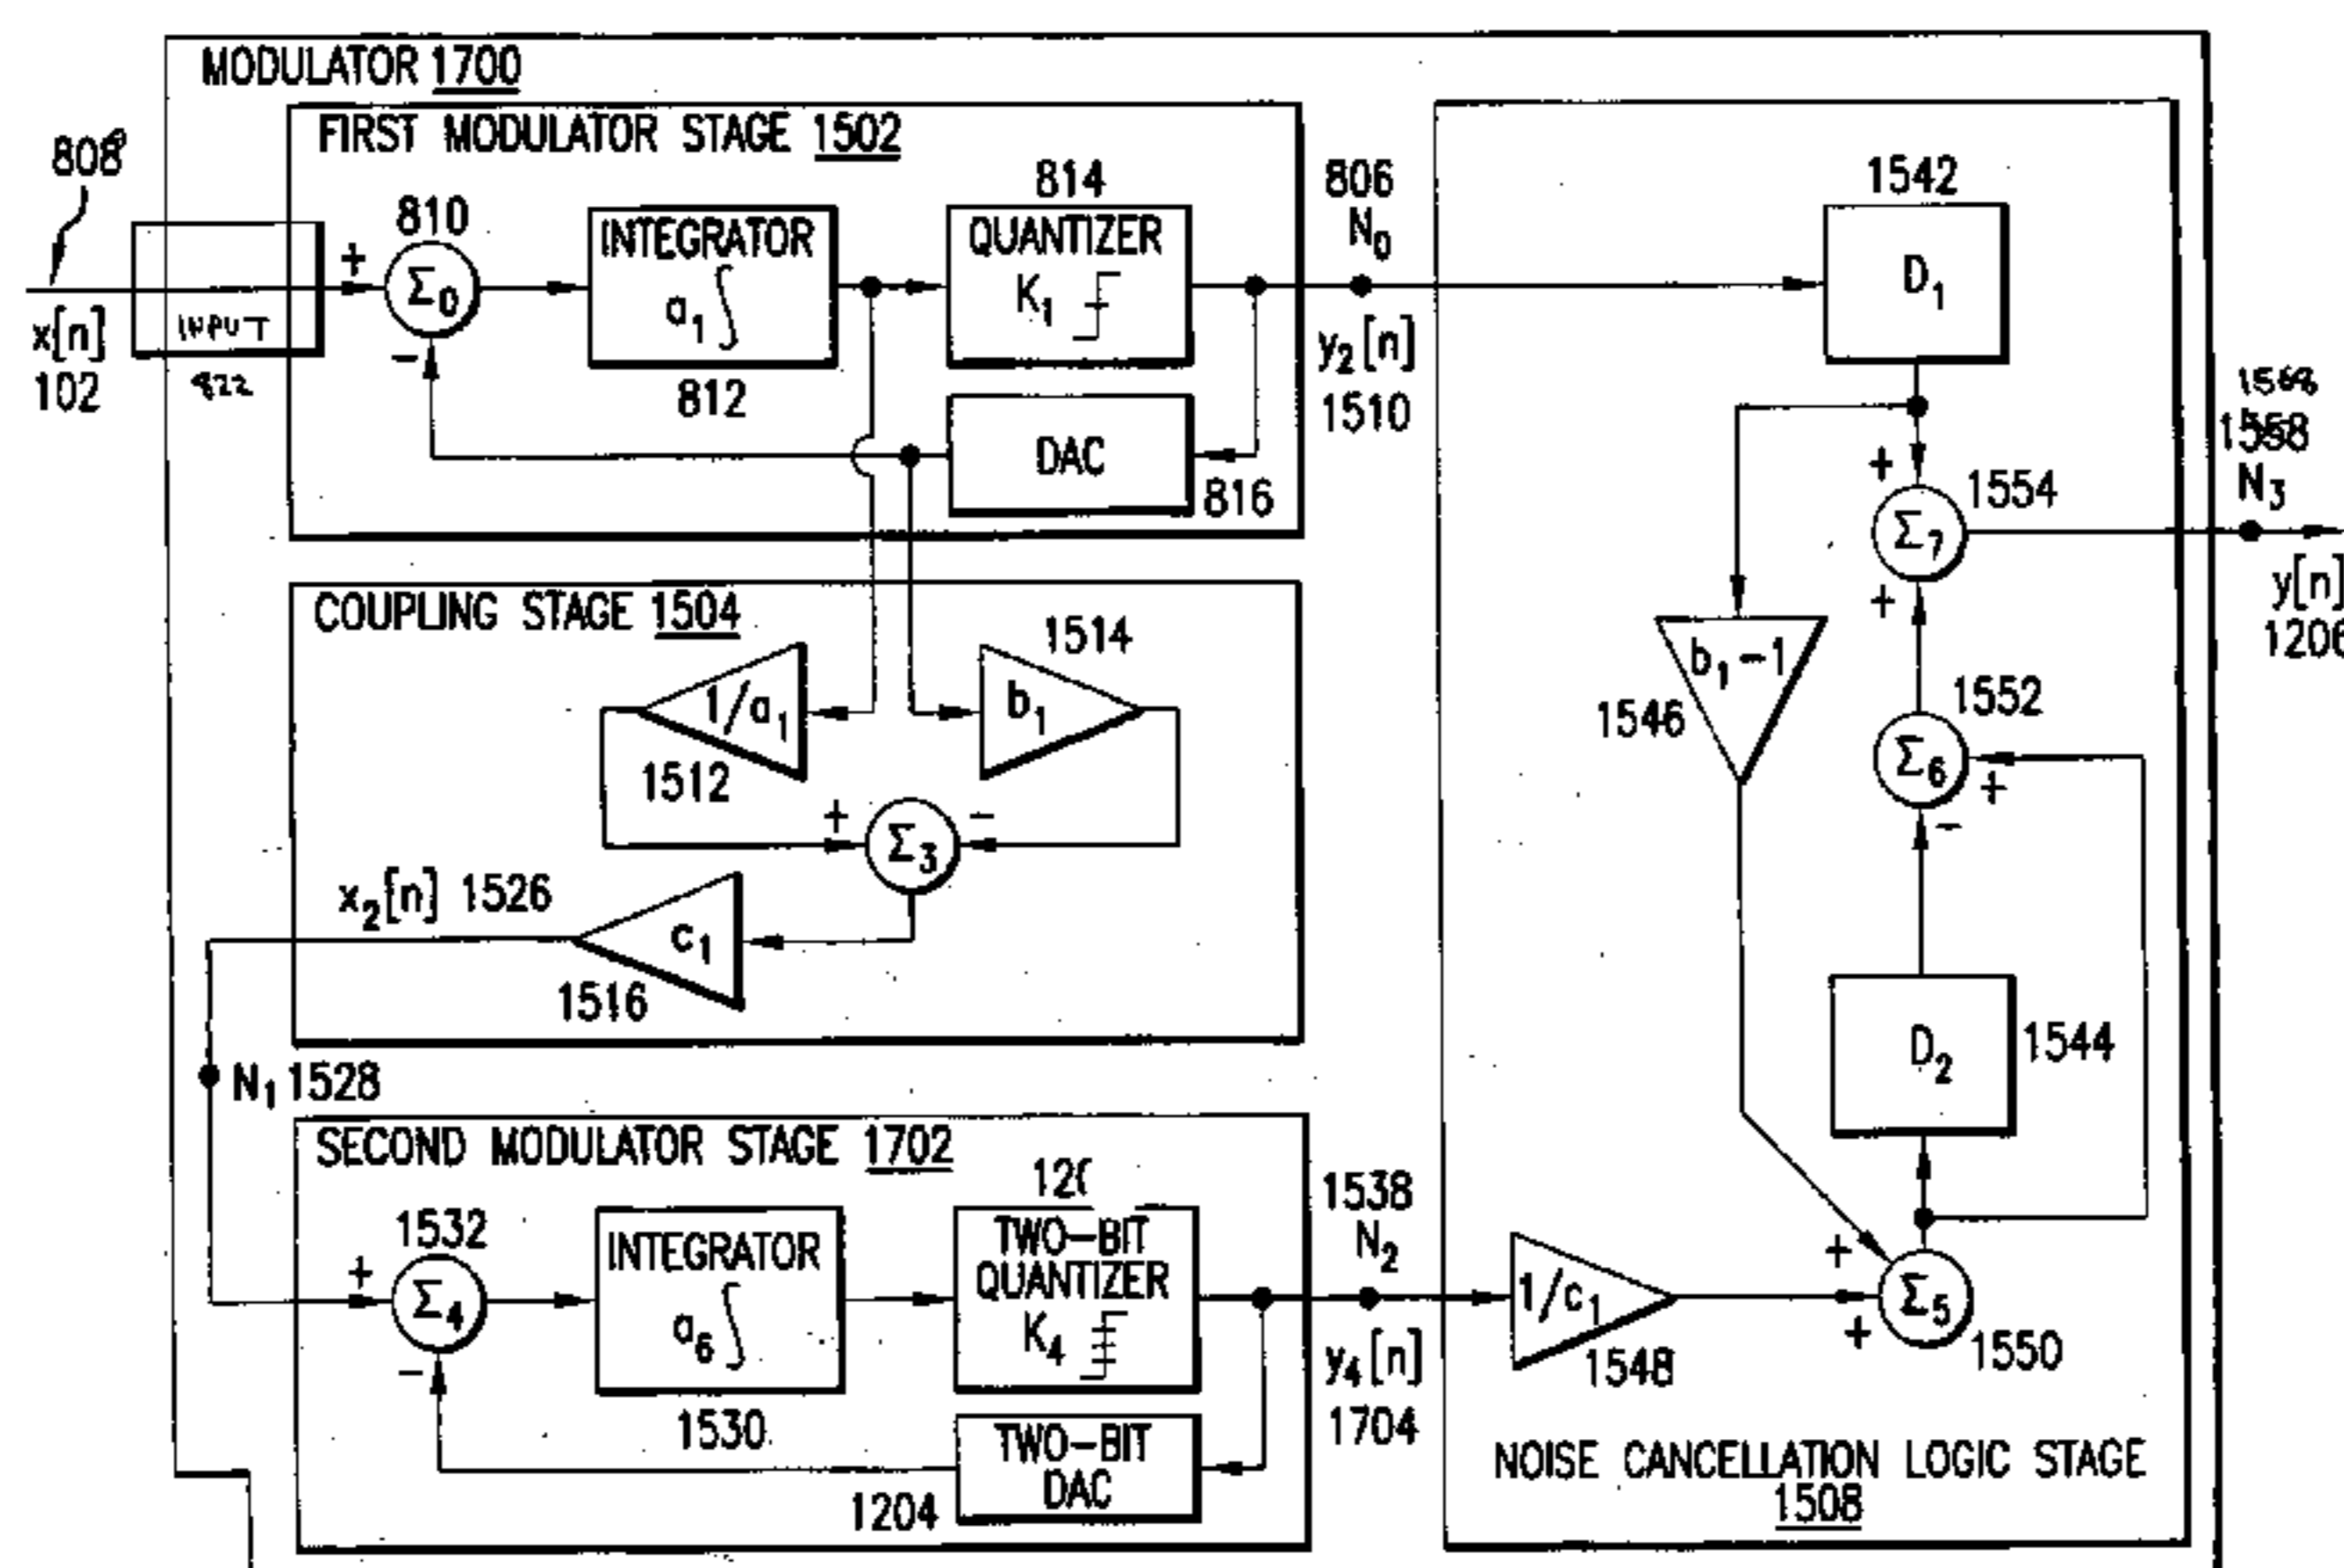 MODULATOR 1700
FIRST MODULATOR STAGE 1502
808
x[n]
102
INPUT
822
810
+
Σ0
-
INTEGRATOR
a1∫
812
814
QUANTIZER
K1
DAC
816
806
N0
y2[n]
1510
COUPLING STAGE 1504
1/a1
1512
b1
1514
+
Σ3
-
c1
1516
x2[n] 1526
N1 1528
SECOND MODULATOR STAGE 1702
1532
+
Σ4
-
INTEGRATOR
a6∫
1530
TWO-BIT
QUANTIZER
K4
TWO-BIT
DAC
1204
1538
N2
y4[n]
1704
1542
D1
+
Σ7
+
1554
b1-1
1546
1552
Σ6
+
-
D2
1544
1/c1
1548
+
+
Σ5
1550
NOISE CANCELLATION LOGIC STAGE
1508
1558
N3
y[n]
1206